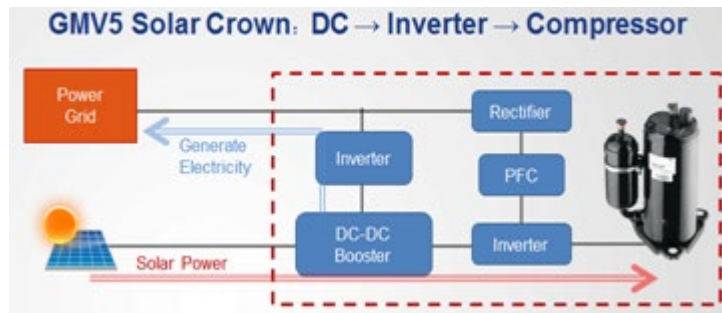 GMV5 Solar Crown: DC → Inverter → Compressor
Power
Grid
Rectifier
Generate
Electricity
Inverter
PFC
DC-DC
Booster
Inverter
Solar Power